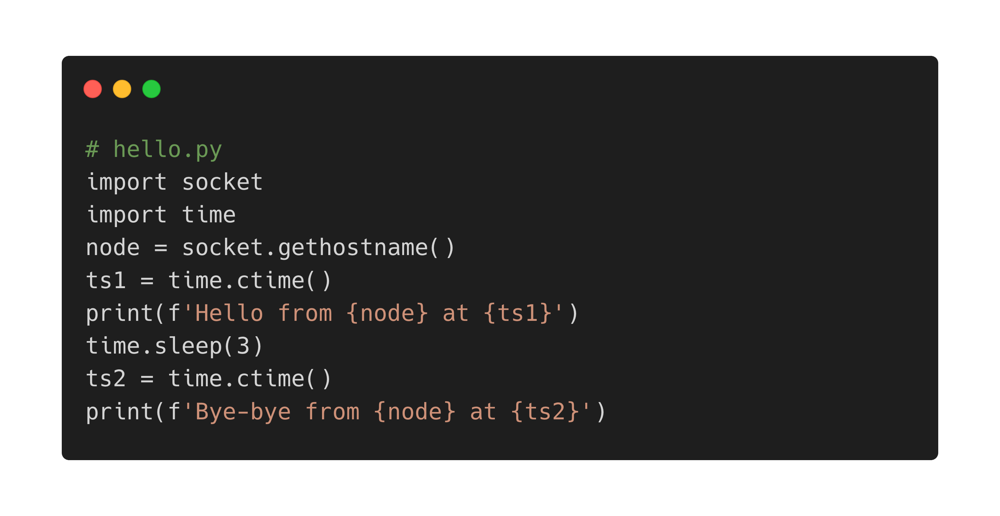 # hello.py
import socket
import time
node = socket.gethostname()
ts1 = time.ctime()
print(f'Hello from {node} at {ts1}')
time.sleep(3)
ts2 = time.ctime()
print(f'Bye-bye from {node} at {ts2}')